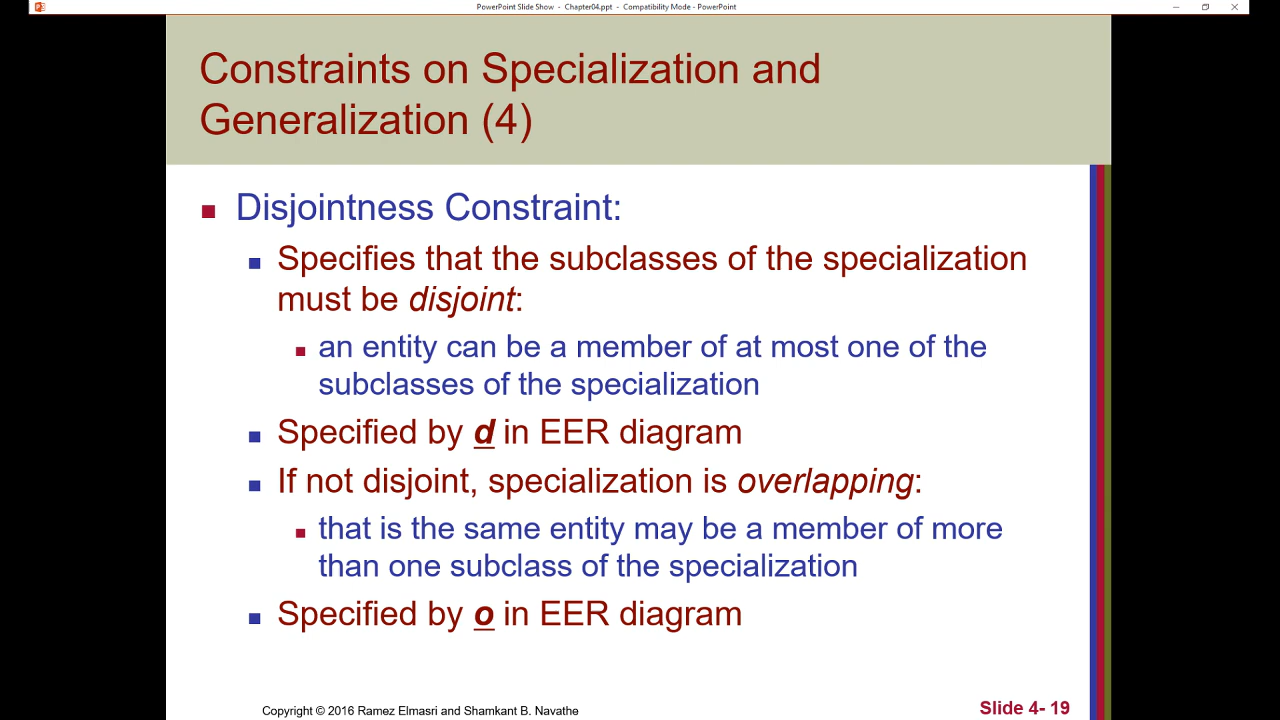 PowerPoint Slide Show - Chapter04.ppt - Compatibility Mode - PowerPoint
Constraints on Specialization and
Generalization (4)
Disjointness Constraint:
Specifies that the subclasses of the specialization
must be disjoint:
an entity can be a member of at most one of the
subclasses of the specialization
Specified by d in EER diagram
If not disjoint, specialization is overlapping:
that is the same entity may be a member of more
than one subclass of the specialization
Specified by o in EER diagram
Copyright © 2016 Ramez Elmasri and Shamkant B. Navathe
Slide 4- 19